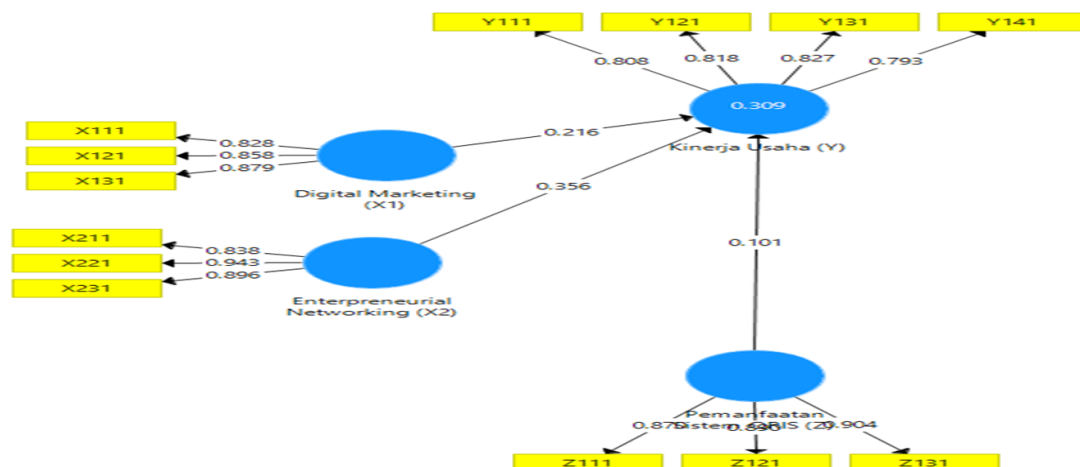 Y111
Y121
Y131
Y141
0.808
0.818
0.827
0.793
0.309
Kinerja Usaha (Y)
X111
X121
X131
0.828
0.858
0.879
0.216
Digital Marketing
(X1)
X211
X221
X231
0.838
0.943
0.896
0.356
Enterpreneurial
Networking (X2)
0.101
Pemanfaatan
Sistem QRIS (Z)
0.904
Z111
Z121
Z131